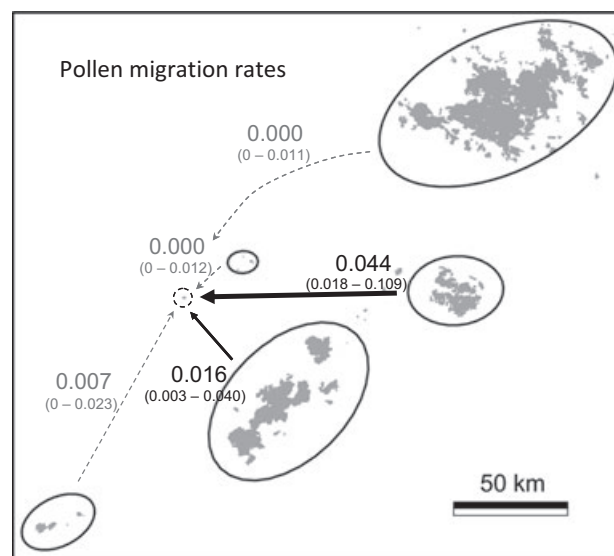 Pollen migration rates
0.000
(0 – 0.011)
0.000
(0 – 0.012)
0.044
(0.018 – 0.109)
0.016
(0.003 – 0.040)
0.007
(0 – 0.023)
50 km